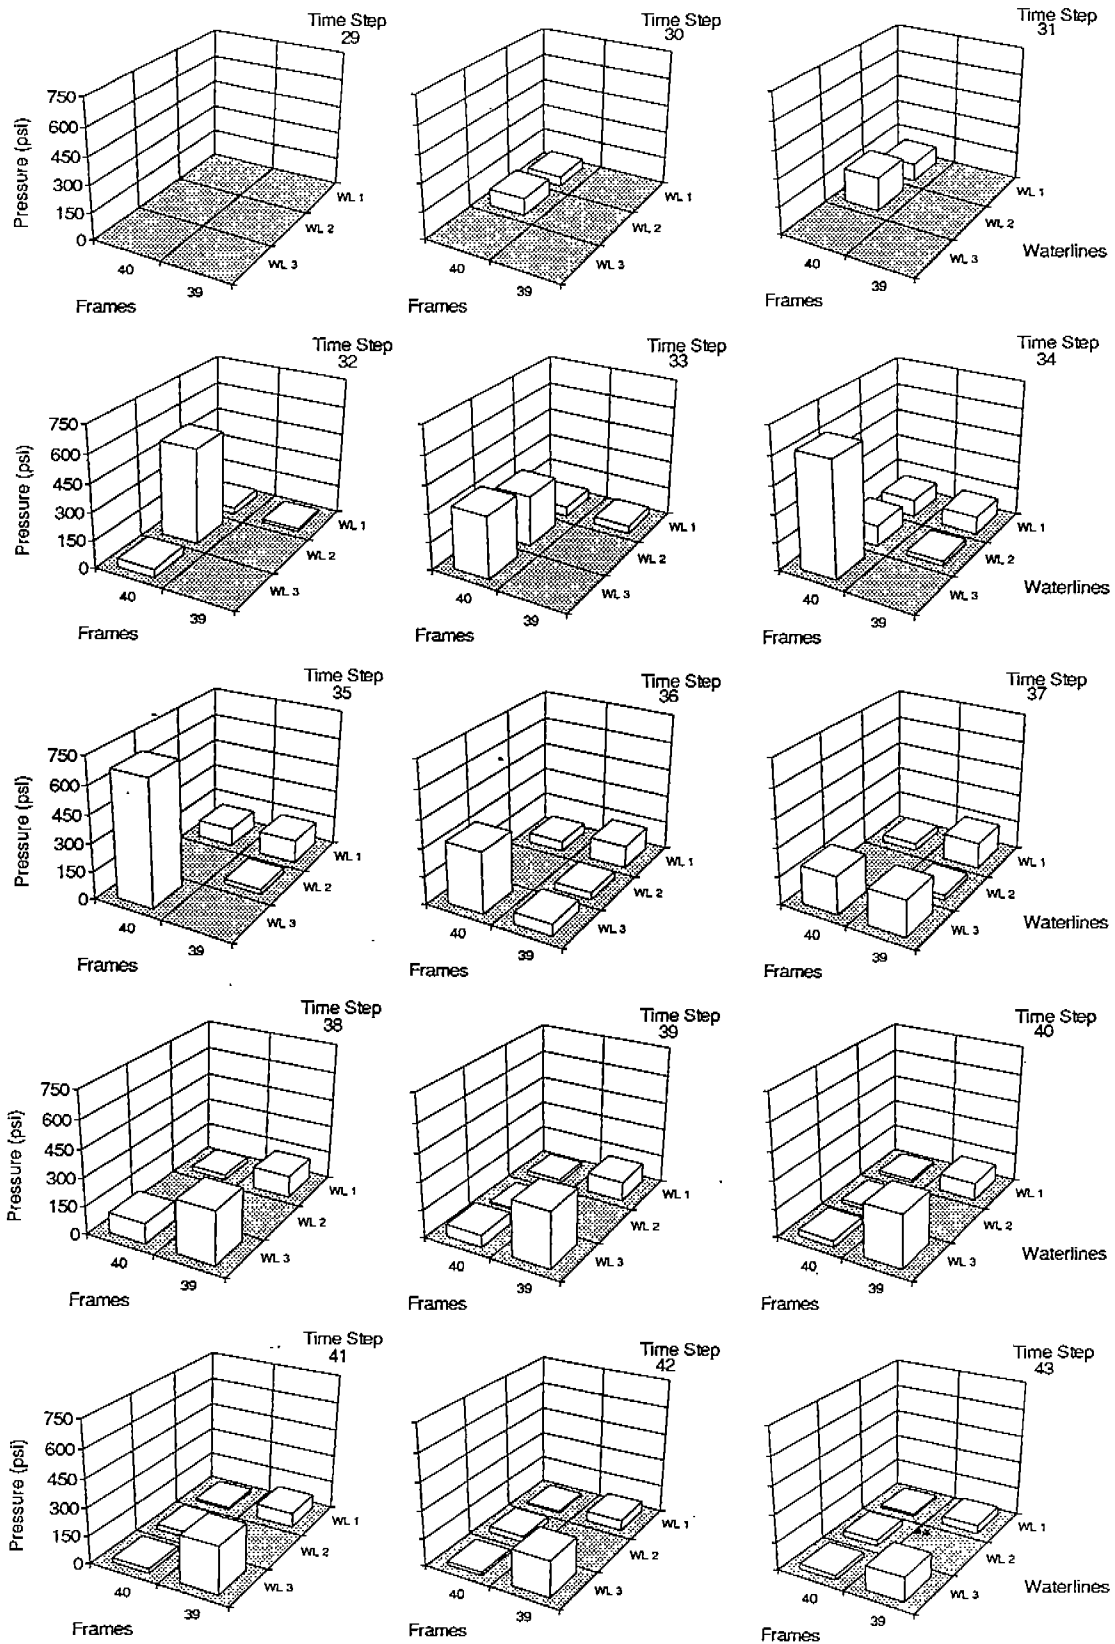 Time Step
29
Time Step
30
Time Step
31
Pressure (psi)
750
600
450
300
150
0
40
39
Frames
WL 1
WL 2
WL 3
40
39
Frames
WL 1
WL 2
WL 3
40
39
Frames
WL 1
WL 2
WL 3
Waterlines
Time Step
32
Time Step
33
Time Step
34
Pressure (psi)
750
600
450
300
150
0
40
39
Frames
WL 1
WL 2
WL 3
40
39
Frames
WL 1
WL 2
WL 3
40
39
Frames
WL 1
WL 2
WL 3
Waterlines
Time Step
35
Time Step
36
Time Step
37
Pressure (psi)
750
600
450
300
150
0
40
39
Frames
WL 1
WL 2
WL 3
40
39
Frames
WL 1
WL 2
WL 3
40
39
Frames
WL 1
WL 2
WL 3
Waterlines
Time Step
38
Time Step
39
Time Step
40
Pressure (psi)
750
600
450
300
150
0
40
39
Frames
WL 1
WL 2
WL 3
40
39
Frames
WL 1
WL 2
WL 3
40
39
Frames
WL 1
WL 2
WL 3
Waterlines
Time Step
41
Time Step
42
Time Step
43
Pressure (psi)
750
600
450
300
150
0
40
39
Frames
WL 1
WL 2
WL 3
40
39
Frames
WL 1
WL 2
WL 3
40
39
Frames
WL 1
WL 2
WL 3
Waterlines